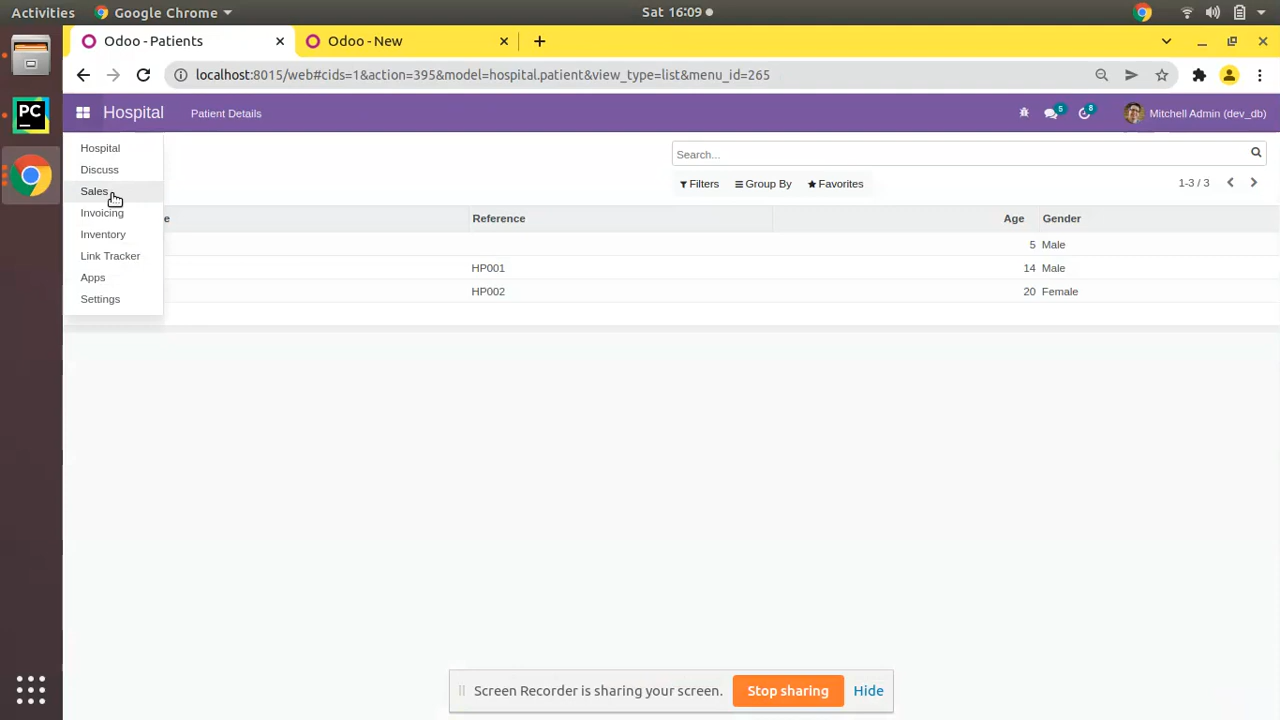 Activities Google Chrome Sat 16:09
Odoo - Patients Odoo - New
localhost:8015/web#cids=1&action=395&model=hospital.patient&view_type=list&menu_id=265
Hospital Patient Details 5 8 Mitchell Admin (dev_db)
Hospital
Discuss
Sales
Invoicing
Inventory
Link Tracker
Apps
Settings
Search...
Filters Group By Favorites 1-3 / 3
e Reference Age Gender
5 Male
HP001 14 Male
HP002 20 Female
PC
Screen Recorder is sharing your screen. Stop sharing Hide